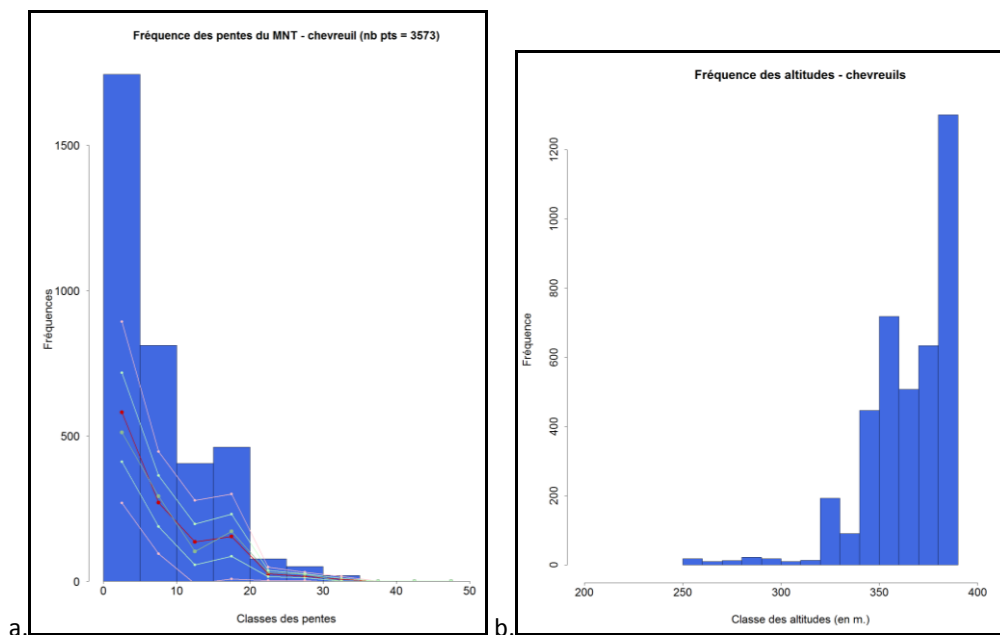 Fréquence des pentes du MNT - chevreuil (nb pts = 3573)
Fréquences
1500
1000
500
0
0 10 20 30 40 50
Classes des pentes
a.
Fréquence des altitudes - chevreuils
Fréquence
1200
1000
800
600
400
200
0
200 250 300 350 400
Classe des altitudes (en m.)
b.